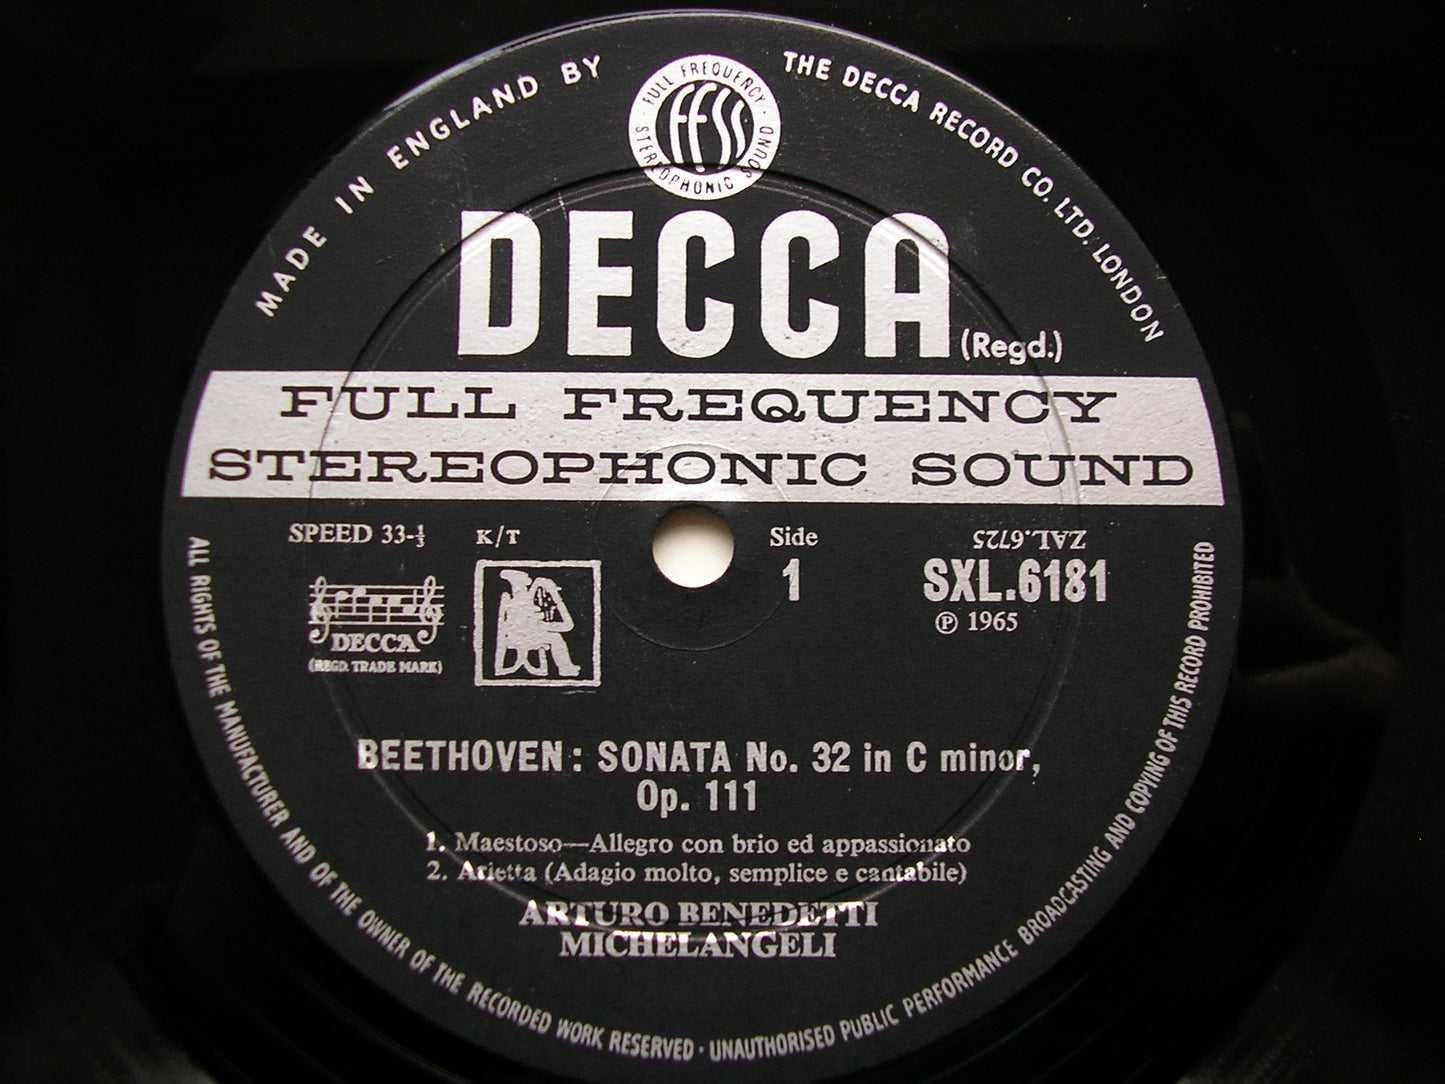 MADE IN ENGLAND BY
THE DECCA RECORD CO. LTD. LONDON
FULL FREQUENCY
FFSS
STEREOPHONIC SOUND
DECCA (Regd.)
FULL FREQUENCY
STEREOPHONIC SOUND
SPEED 33-⅓ K/T Side ZAL.6725
1 SXL.6181
℗ 1965
DECCA
(REGD. TRADE MARK)
BEETHOVEN: SONATA No. 32 in C minor,
Op. 111
1. Maestoso—Allegro con brio ed appassionato
2. Arietta (Adagio molto, semplice e cantabile)
ARTURO BENEDETTI
MICHELANGELI
ALL RIGHTS OF THE MANUFACTURER AND OF THE OWNER OF THE RECORDED WORK RESERVED · UNAUTHORISED PUBLIC PERFORMANCE BROADCASTING AND COPYING OF THIS RECORD PROHIBITED